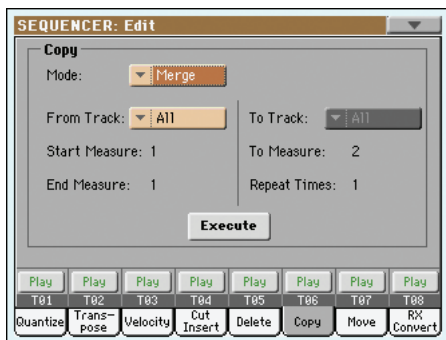 SEQUENCER: Edit
Copy
Mode: Merge
From Track: All To Track: All
Start Measure: 1 To Measure: 2
End Measure: 1 Repeat Times: 1
Execute
Play Play Play Play Play Play Play Play
T01 T02 T03 T04 T05 T06 T07 T08
Quantize Trans-pose Velocity Cut Insert Delete Copy Move RX Convert